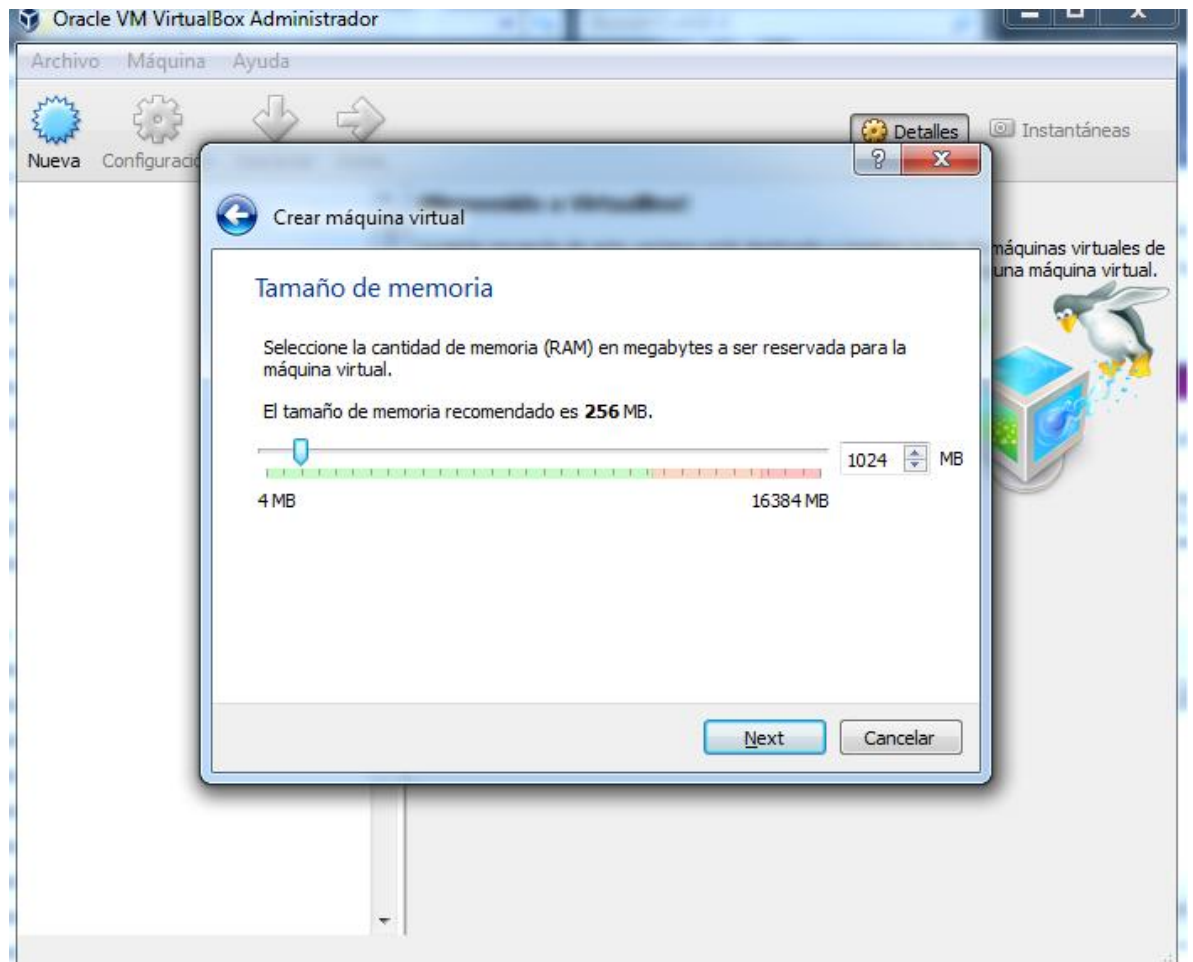 Oracle VM VirtualBox Administrador
Archivo Máquina Ayuda
Nueva
Detalles
Instantáneas
Crear máquina virtual
máquinas virtuales de
una máquina virtual.
Tamaño de memoria
Seleccione la cantidad de memoria (RAM) en megabytes a ser reservada para la
máquina virtual.
El tamaño de memoria recomendado es 256 MB.
1024 MB
4 MB
16384 MB
Next
Cancelar